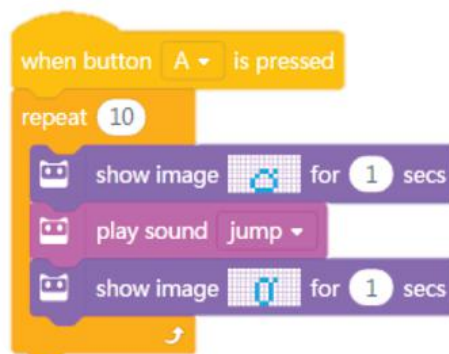 when button A is pressed
repeat 10
show image for 1 secs
play sound jump
show image for 1 secs